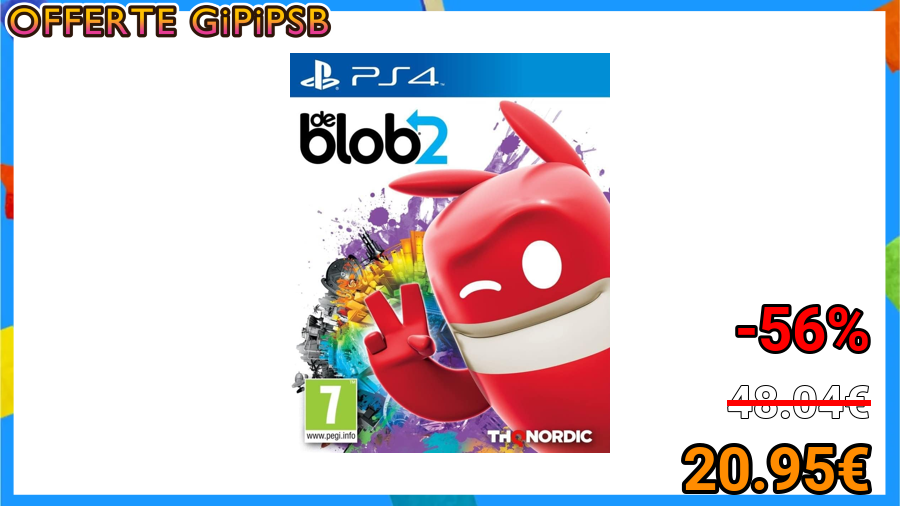 OFFERTE GiPiPSB
PS4
de
blob2
7
www.pegi.info
THQ NORDIC
-56%
48.04€
20.95€